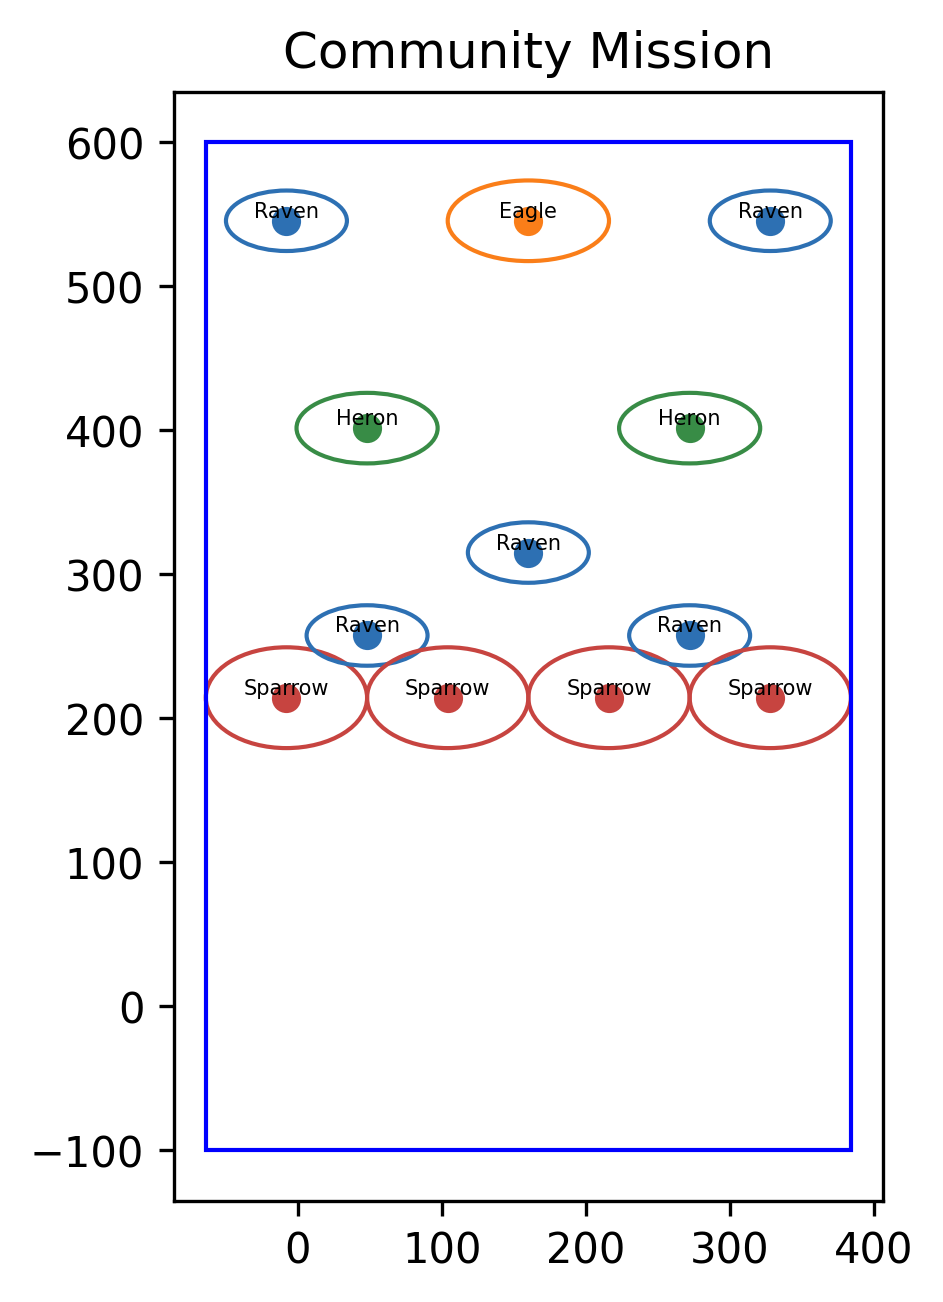 Community Mission
600
Raven Eagle Raven
500
Heron Heron
400
Raven
300
Raven Raven
Sparrow Sparrow Sparrow Sparrow
200
100
0
−100
0 100 200 300 400